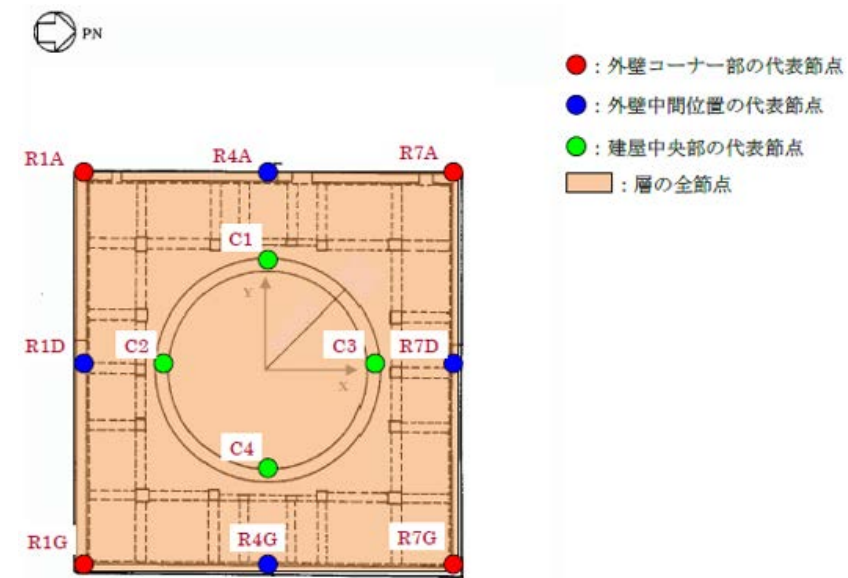 PN
：外壁コーナー部の代表節点
：外壁中間位置の代表節点
：建屋中央部の代表節点
：層の全節点
R1A
R4A
R7A
C1
Y
R1D
C2
C3
R7D
X
C4
R1G
R4G
R7G